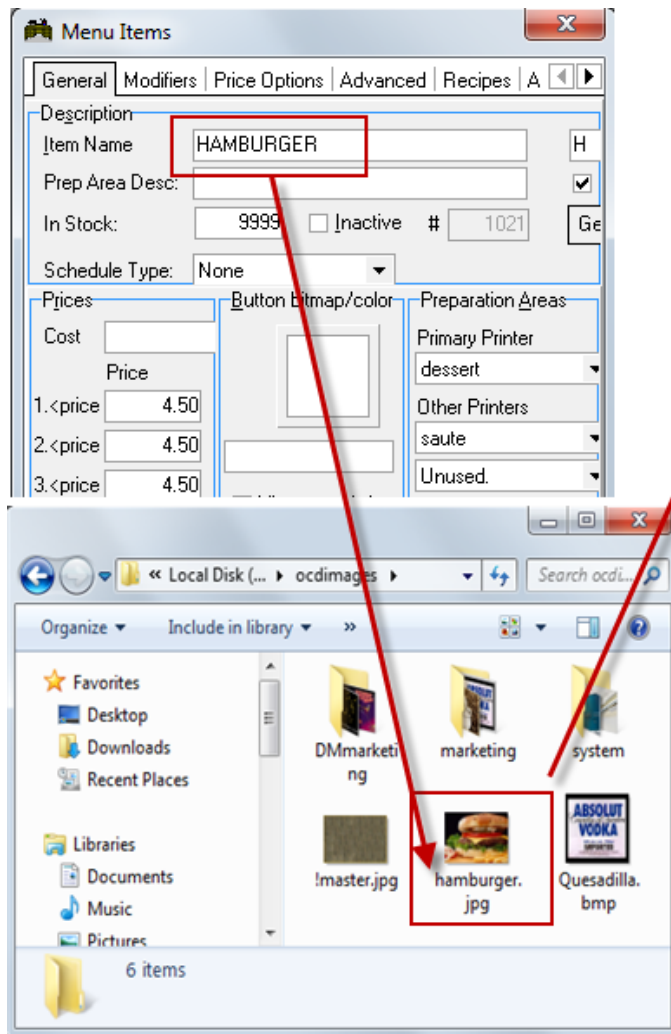 Menu Items
General Modifiers Price Options Advanced Recipes A
Description
Item Name HAMBURGER H
Prep Area Desc:
In Stock: 9999 Inactive # 1021 Ge
Schedule Type: None
Prices Button bitmap/color Preparation Areas
Cost Primary Printer
Price dessert
1.<price 4.50 Other Printers
2.<price 4.50 saute
3.<price 4.50 Unused.
« Local Disk (... ocdimages Search ocdi...
Organize Include in library »
Favorites
Desktop
Downloads
Recent Places
Libraries
Documents
Music
Pictures
DMmarketi
ng
marketing
system
!master.jpg
hamburger.
jpg
ABSOLUT
VODKA
Quesadilla.
bmp
6 items